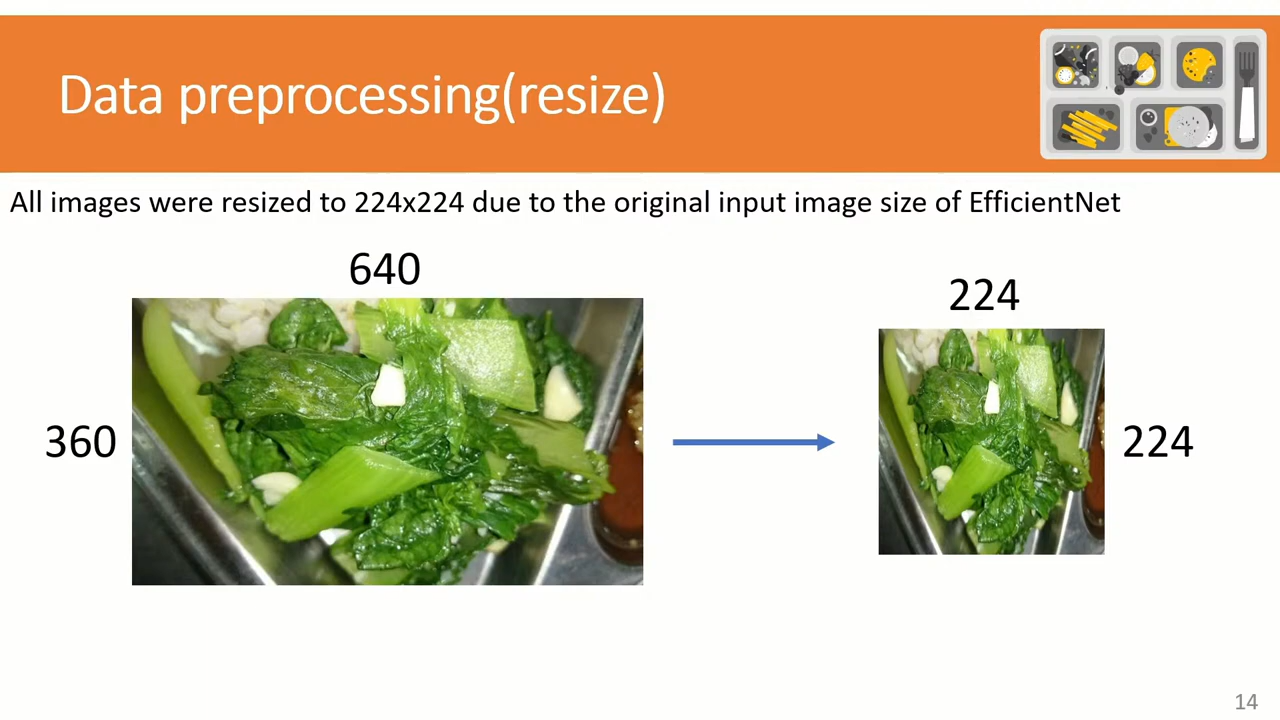 Data preprocessing(resize)
All images were resized to 224x224 due to the original input image size of EfficientNet
640
224
360
224
14